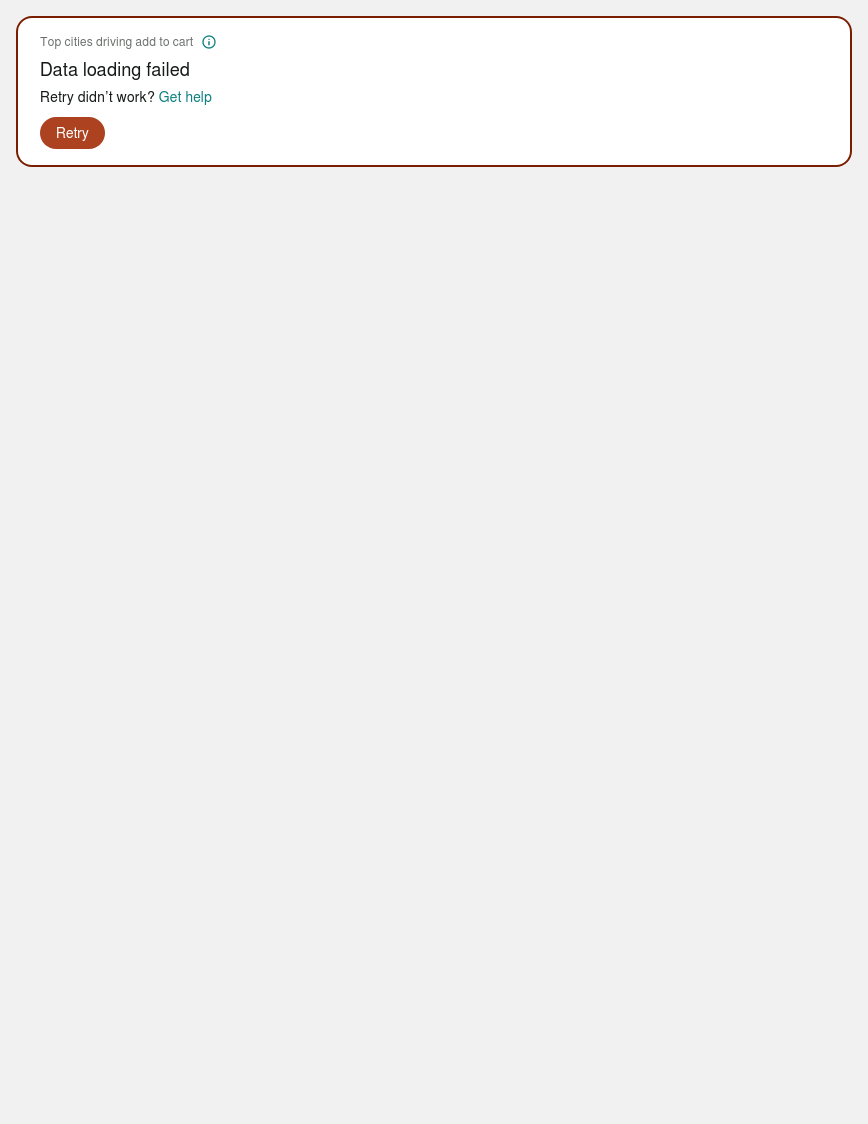 Top cities driving add to cart
Data loading failed
Retry didn’t work? Get help
Retry